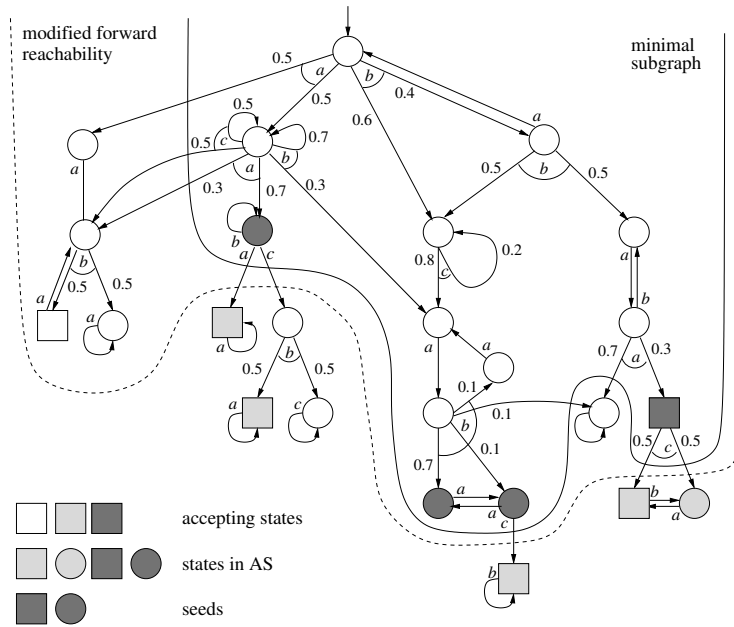 modified forward
reachability
minimal
subgraph
0.5
a
b
0.5
0.4
a
0.5
0.6
0.5
c
0.7
b
a
0.5
b
0.5
a
0.3
0.7
0.3
b
0.8
c
0.2
a
a
c
b
b
a
0.5
0.5
a
a
a
a
0.7
a
0.3
0.5
b
0.5
0.1
0.1
a
c
b
0.1
0.5
c
0.5
0.7
a
a
c
b
a
b
accepting states
states in AS
seeds